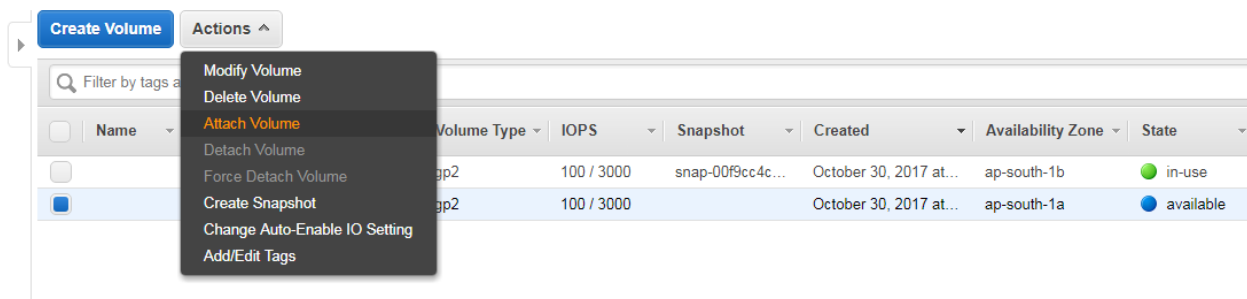 Create Volume Actions
Modify Volume
Delete Volume
Attach Volume
Detach Volume
Force Detach Volume
Create Snapshot
Change Auto-Enable IO Setting
Add/Edit Tags
Filter by tags a
Name Volume Type IOPS Snapshot Created Availability Zone State
gp2 100 / 3000 snap-00f9cc4c... October 30, 2017 at... ap-south-1b in-use
gp2 100 / 3000 October 30, 2017 at... ap-south-1a available